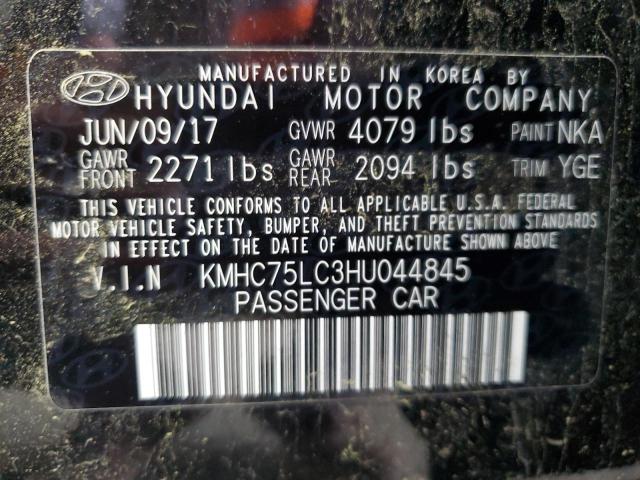 MANUFACTURED IN KOREA BY
HYUNDAI MOTOR COMPANY
JUN/09/17 GVWR 4079 lbs PAINT NKA
GAWR FRONT 2271 lbs GAWR REAR 2094 lbs TRIM YGE
THIS VEHICLE CONFORMS TO ALL APPLICABLE U.S.A. FEDERAL
MOTOR VEHICLE SAFETY, BUMPER, AND THEFT PREVENTION STANDARDS
IN EFFECT ON THE DATE OF MANUFACTURE SHOWN ABOVE
V.I.N KMHC75LC3HU044845
PASSENGER CAR